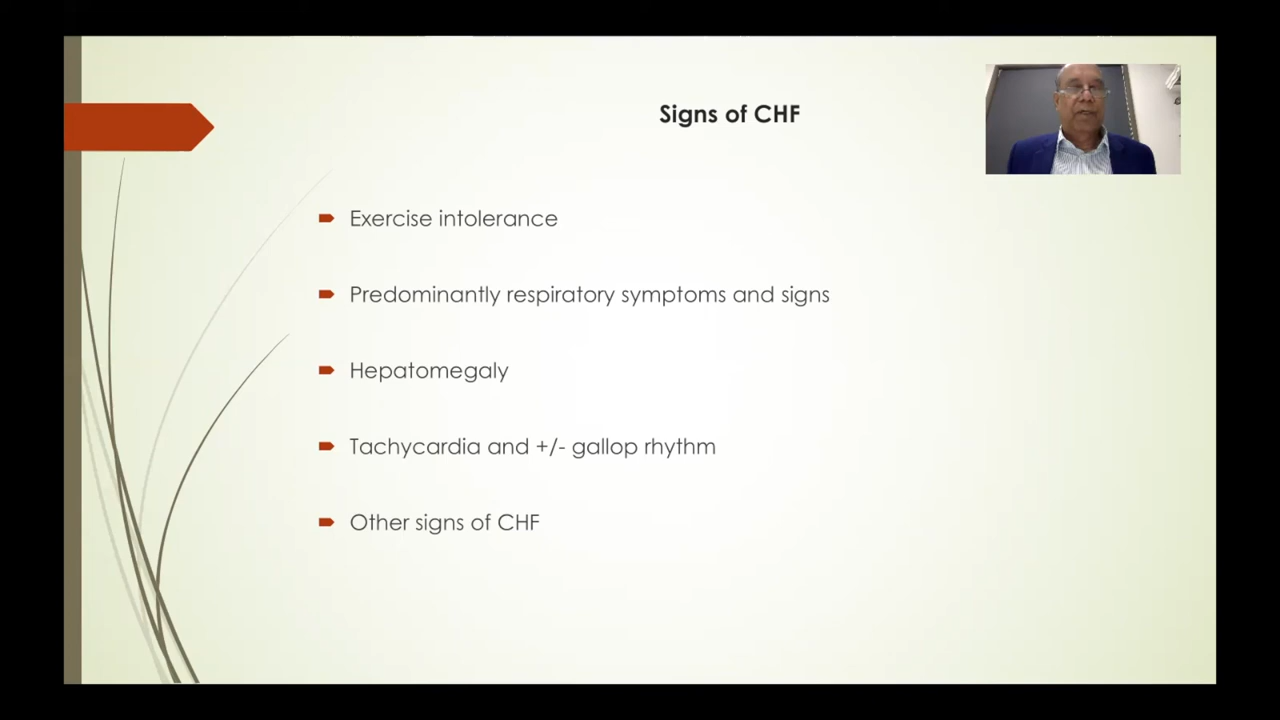 Signs of CHF
Exercise intolerance
Predominantly respiratory symptoms and signs
Hepatomegaly
Tachycardia and +/- gallop rhythm
Other signs of CHF